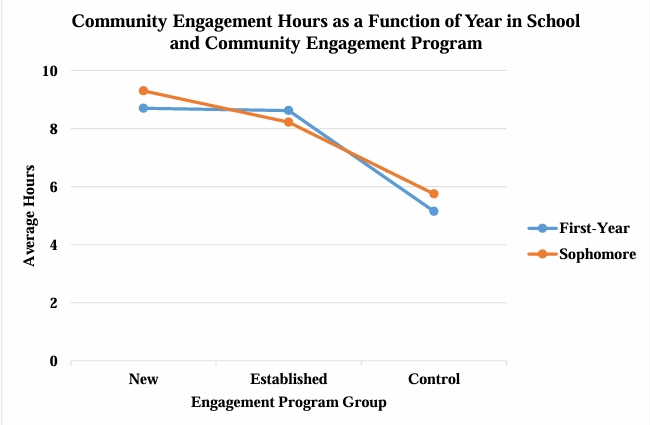 Community Engagement Hours as a Function of Year in School
and Community Engagement Program
10
8
6
4
2
0
Average Hours
New
Established
Control
Engagement Program Group
First-Year
Sophomore